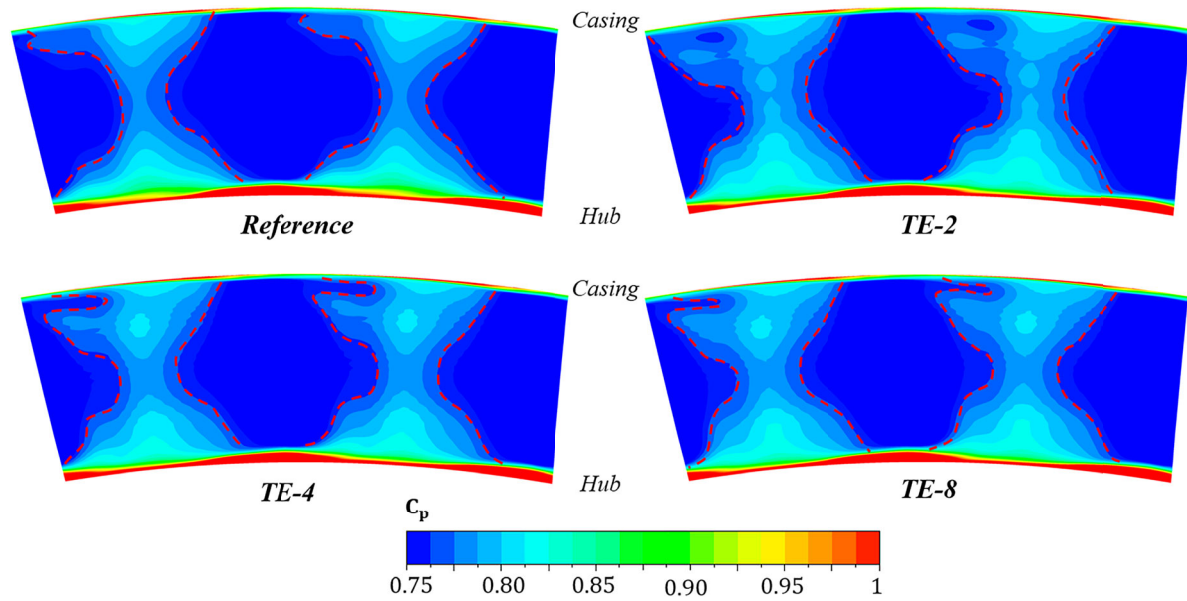 Casing
Hub
Reference
TE-2
Casing
Hub
TE-4
TE-8
Cp
0.75 0.80 0.85 0.90 0.95 1